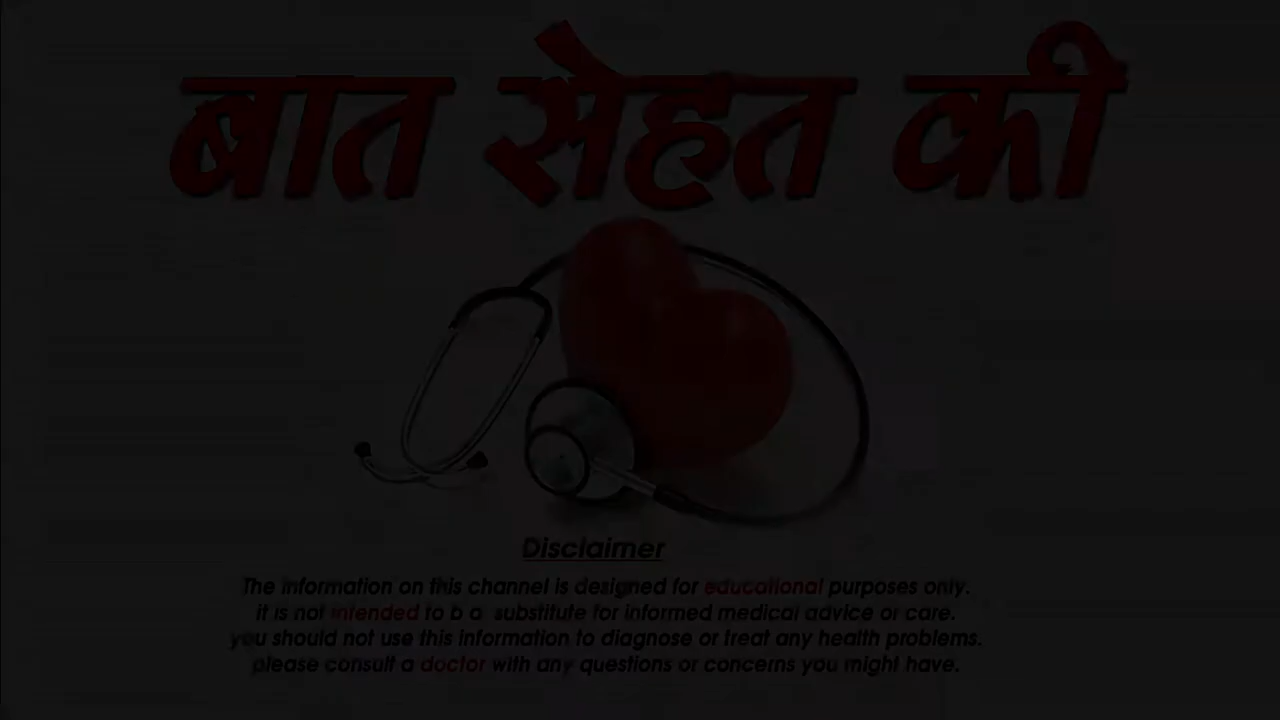 बात सेहत की
Disclaimer
The information on this channel is designed for educational purposes only.
it is not intended to b a substitute for informed medical advice or care.
you should not use this information to diagnose or treat any health problems.
please consult a doctor with any questions or concerns you might have.